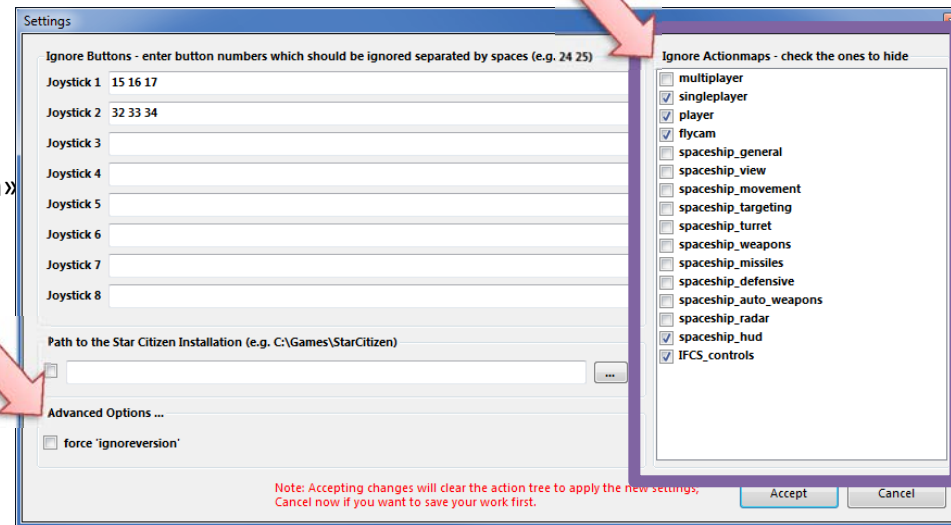 Settings
Ignore Buttons - enter button numbers which should be ignored separated by spaces (e.g. 24 25)
Joystick 1 15 16 17
Joystick 2 32 33 34
Joystick 3
Joystick 4
Joystick 5
Joystick 6
Joystick 7
Joystick 8
Path to the Star Citizen Installation (e.g. C:\Games\StarCitizen)
...
Advanced Options ...
force 'ignoreversion'
Ignore Actionmaps - check the ones to hide
multiplayer
singleplayer
player
flycam
spaceship_general
spaceship_view
spaceship_movement
spaceship_targeting
spaceship_turret
spaceship_weapons
spaceship_missiles
spaceship_defensive
spaceship_auto_weapons
spaceship_radar
spaceship_hud
IFCS_controls
Note: Accepting changes will clear the action tree to apply the new settings,
Cancel now if you want to save your work first.
Accept
Cancel
»